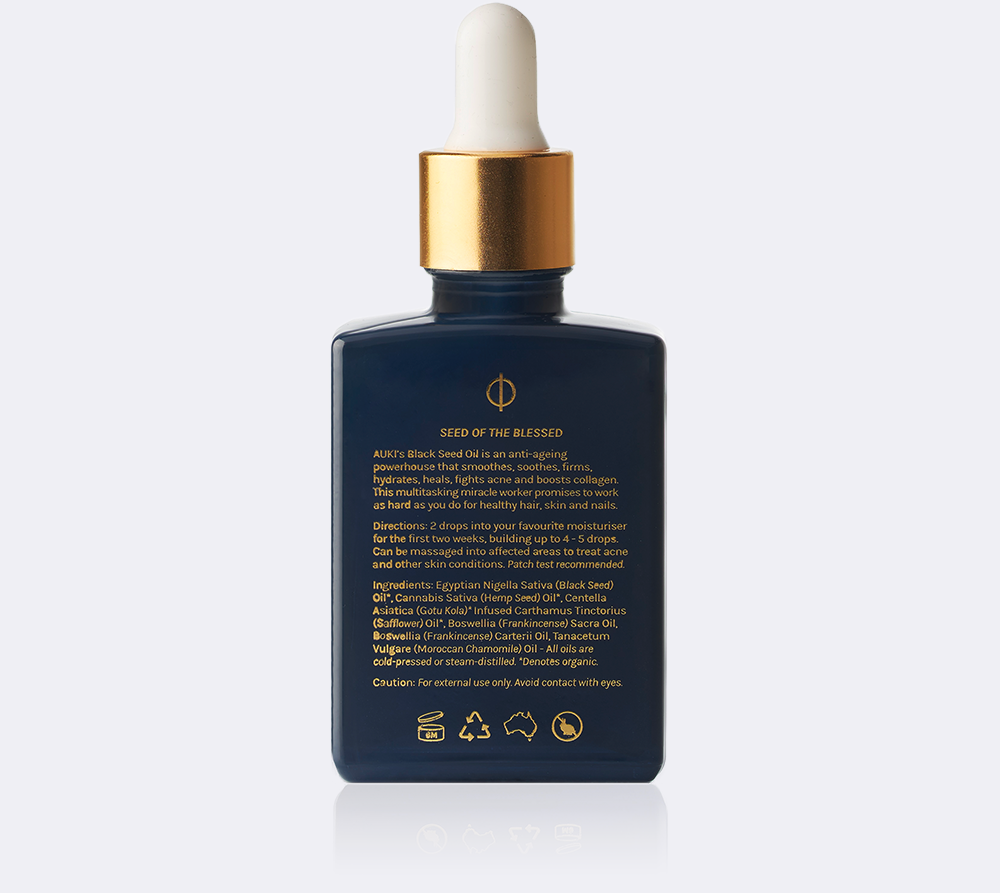 SEED OF THE BLESSED
AUKI's Black Seed Oil is an anti-ageing
powerhouse that smoothes, soothes, firms,
hydrates, heals, fights acne and boosts collagen.
This multitasking miracle worker promises to work
as hard as you do for healthy hair, skin and nails.
Directions: 2 drops into your favourite moisturiser
for the first two weeks, building up to 4 - 5 drops.
Can be massaged into affected areas to treat acne
and other skin conditions. Patch test recommended.
Ingredients: Egyptian Nigella Sativa (Black Seed)
Oil*, Cannabis Sativa (Hemp Seed) Oil*, Centella
Asiatica (Gotu Kola)* Infused Carthamus Tinctorius
(Safflower) Oil*, Boswellia (Frankincense) Sacra Oil,
Boswellia (Frankincense) Carterii Oil, Tanacetum
Vulgare (Moroccan Chamomile) Oil - All oils are
cold-pressed or steam-distilled. *Denotes organic.
Caution: For external use only. Avoid contact with eyes.
6M